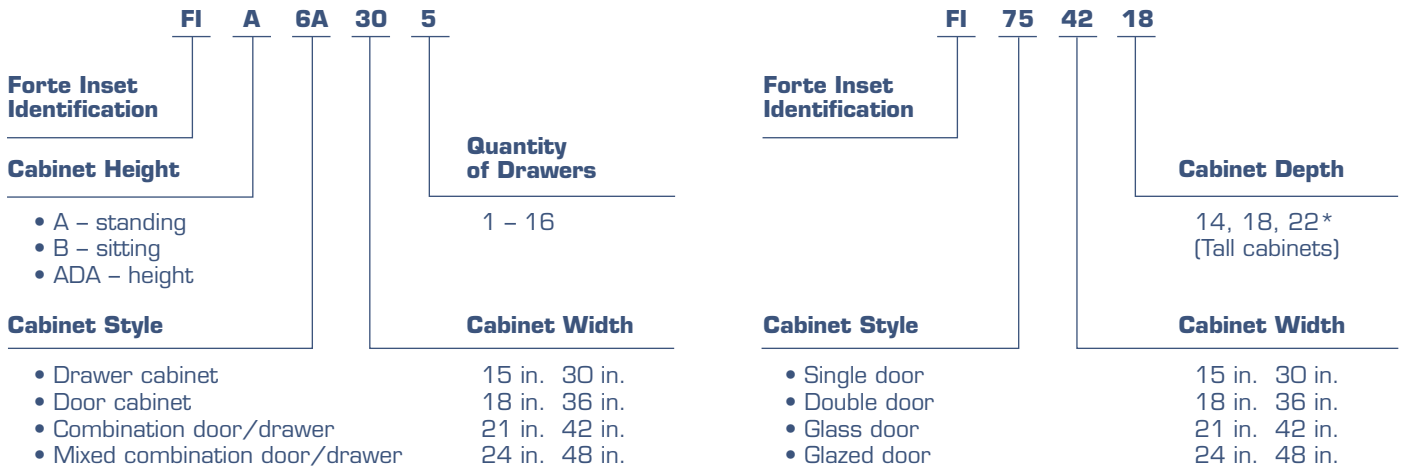 FI A 6A 30 5
Forte Inset
Identification
Cabinet Height
• A – standing
• B – sitting
• ADA – height
Quantity
of Drawers
1 – 16
Cabinet Style
• Drawer cabinet
• Door cabinet
• Combination door/drawer
• Mixed combination door/drawer
Cabinet Width
15 in. 30 in.
18 in. 36 in.
21 in. 42 in.
24 in. 48 in.
FI 75 42 18
Forte Inset
Identification
Cabinet Depth
14, 18, 22*
(Tall cabinets)
Cabinet Style
• Single door
• Double door
• Glass door
• Glazed door
Cabinet Width
15 in. 30 in.
18 in. 36 in.
21 in. 42 in.
24 in. 48 in.